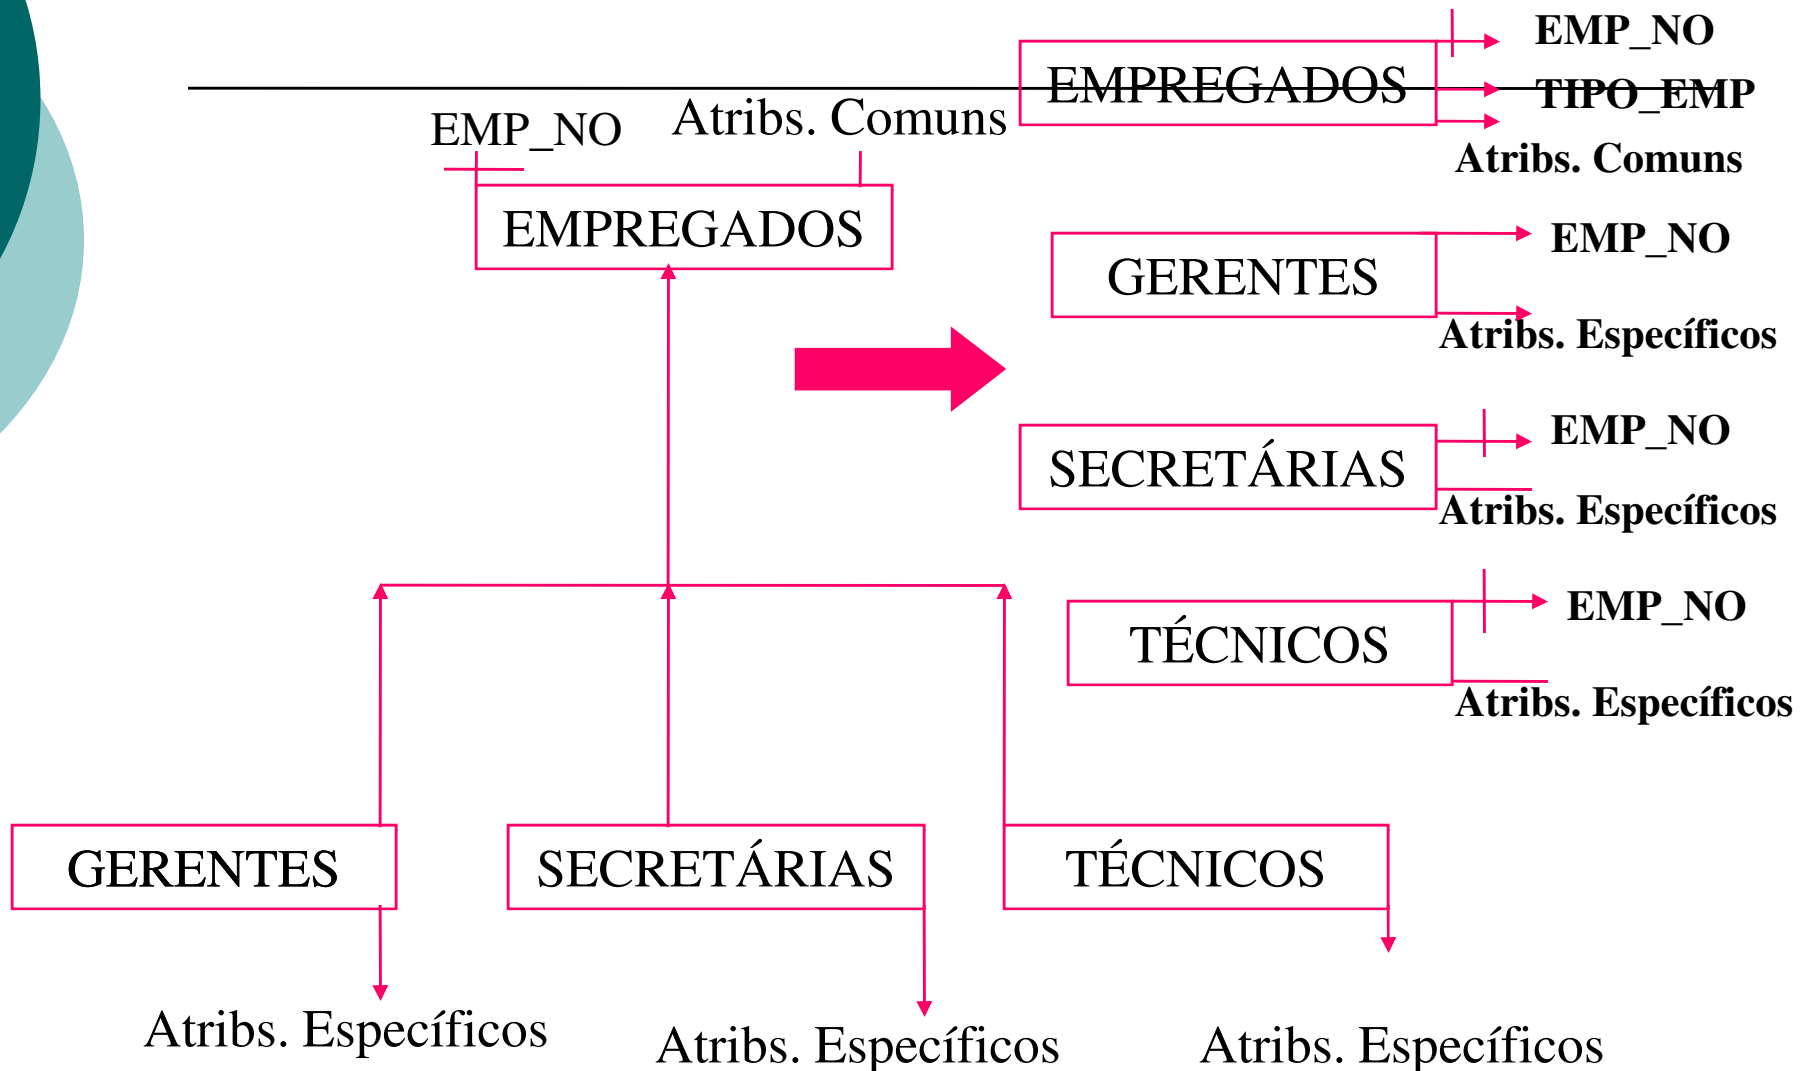 EMP_NO
Atribs. Comuns
EMPREGADOS
GERENTES
SECRETÁRIAS
TÉCNICOS
Atribs. Específicos
Atribs. Específicos
Atribs. Específicos
EMPREGADOS
EMP_NO
TIPO_EMP
Atribs. Comuns
GERENTES
EMP_NO
Atribs. Específicos
SECRETÁRIAS
EMP_NO
Atribs. Específicos
TÉCNICOS
EMP_NO
Atribs. Específicos